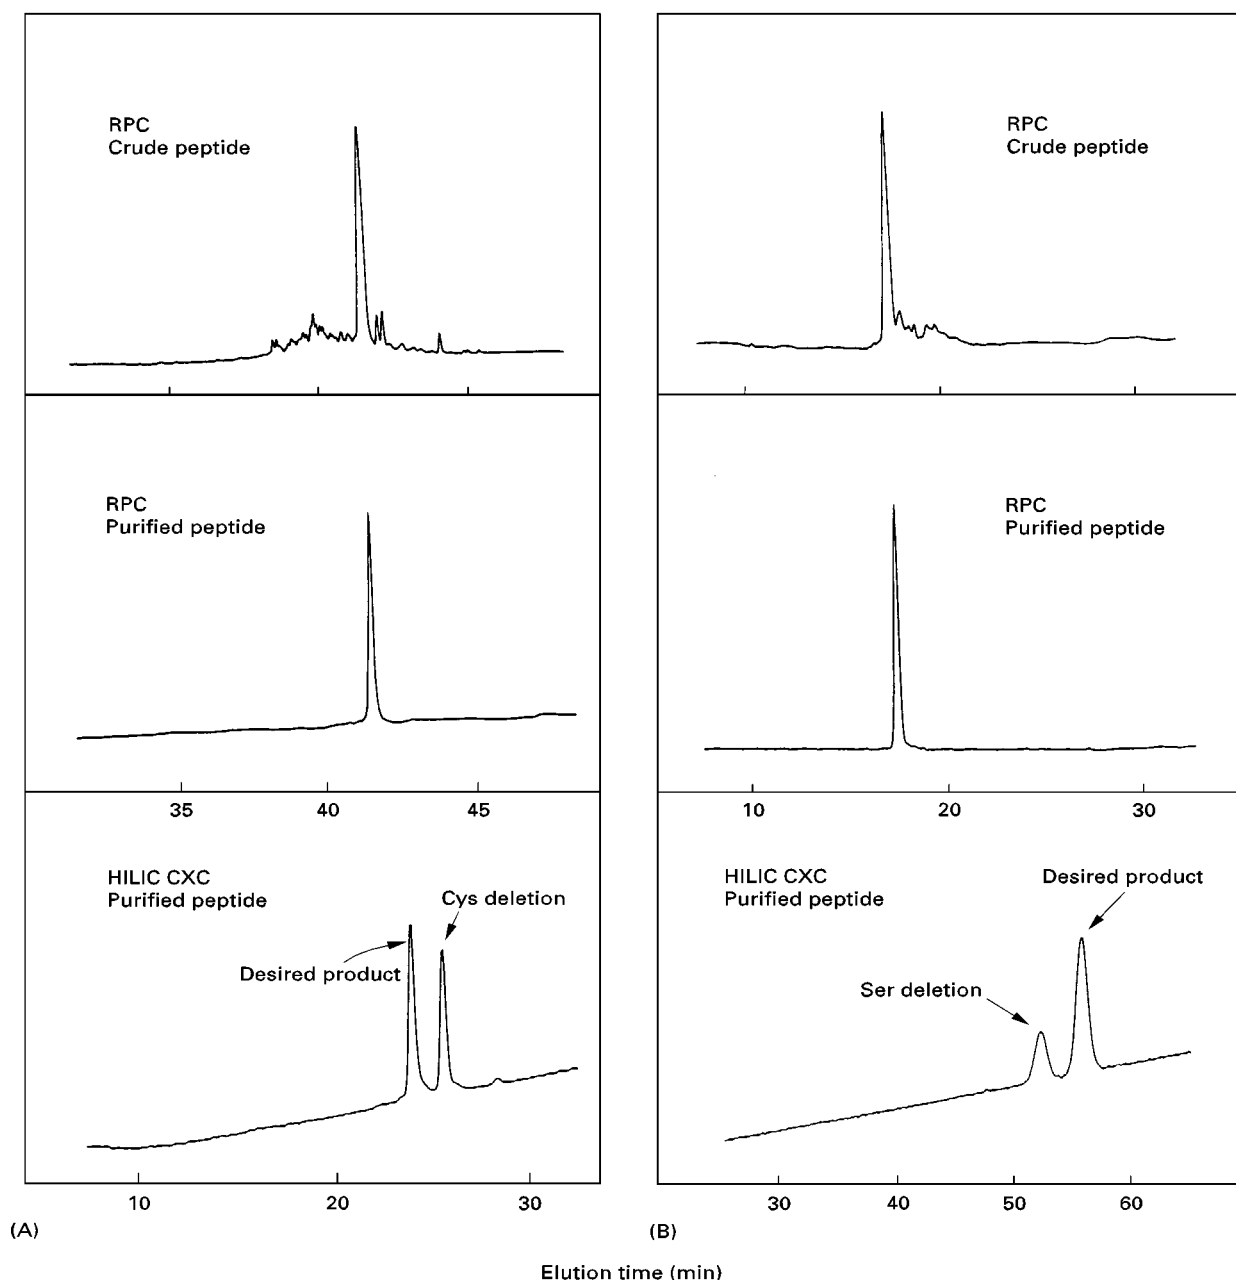 RPC
Crude peptide
RPC
Purified peptide
35 40 45
HILIC CXC
Purified peptide
Cys deletion
Desired product
10 20 30
(A)
RPC
Crude peptide
RPC
Purified peptide
10 20 30
HILIC CXC
Purified peptide
Desired product
Ser deletion
30 40 50 60
(B)
Elution time (min)